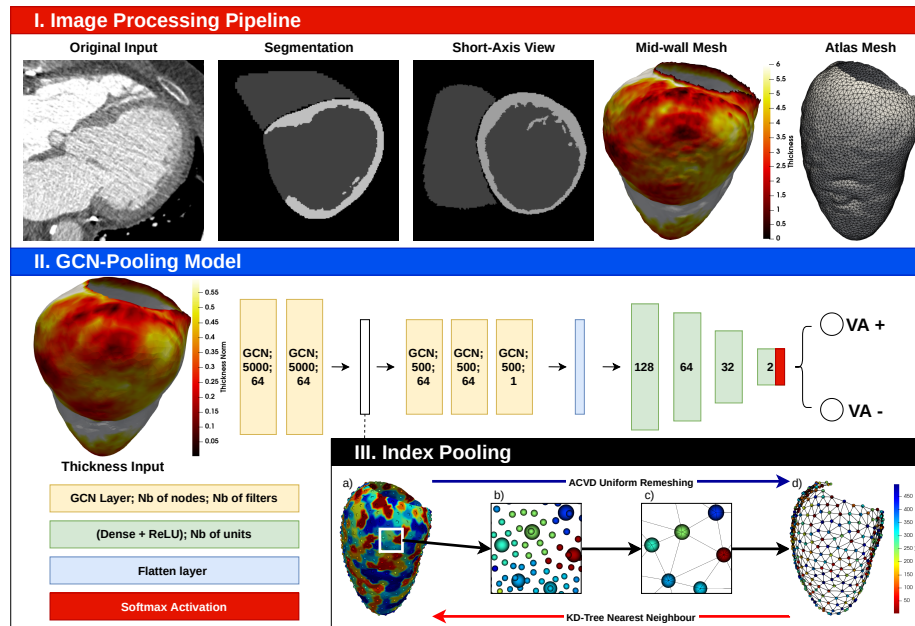 I. Image Processing Pipeline
Original Input
Segmentation
Short-Axis View
Mid-wall Mesh
Atlas Mesh
6
5.5
5
4.5
4
3.5
3
2.5
2
1.5
1
0.5
0
Thickness
II. GCN-Pooling Model
0.55
0.5
0.45
0.4
0.35
0.3
0.25
0.2
0.15
0.1
0.05
Thickness Norm
GCN;
5000;
64
GCN;
5000;
64
GCN;
500;
64
GCN;
500;
64
GCN;
500;
1
128
64
32
2
VA +
VA -
Thickness Input
GCN Layer; Nb of nodes; Nb of filters
(Dense + ReLU); Nb of units
Flatten layer
Softmax Activation
III. Index Pooling
a)
ACVD Uniform Remeshing
b)
c)
d)
450
400
350
300
250
200
150
100
50
KD-Tree Nearest Neighbour